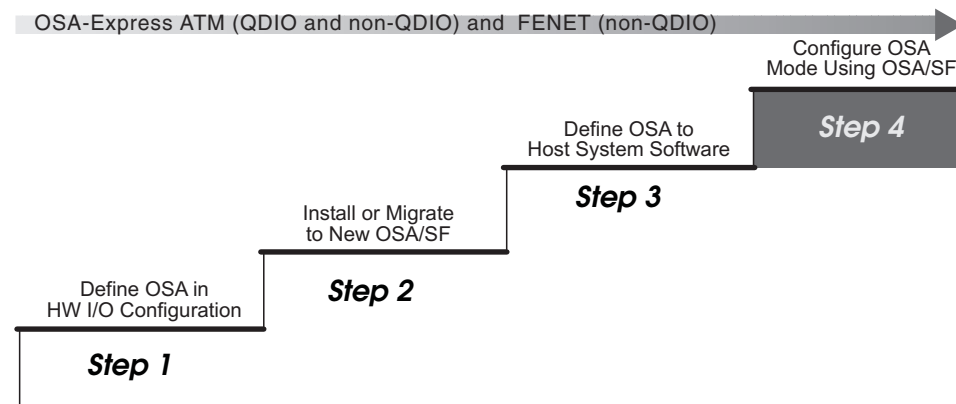 OSA-Express ATM (QDIO and non-QDIO) and FENET (non-QDIO)
Configure OSA
Mode Using OSA/SF
Step 4
Define OSA to
Host System Software
Step 3
Install or Migrate
to New OSA/SF
Step 2
Define OSA in
HW I/O Configuration
Step 1